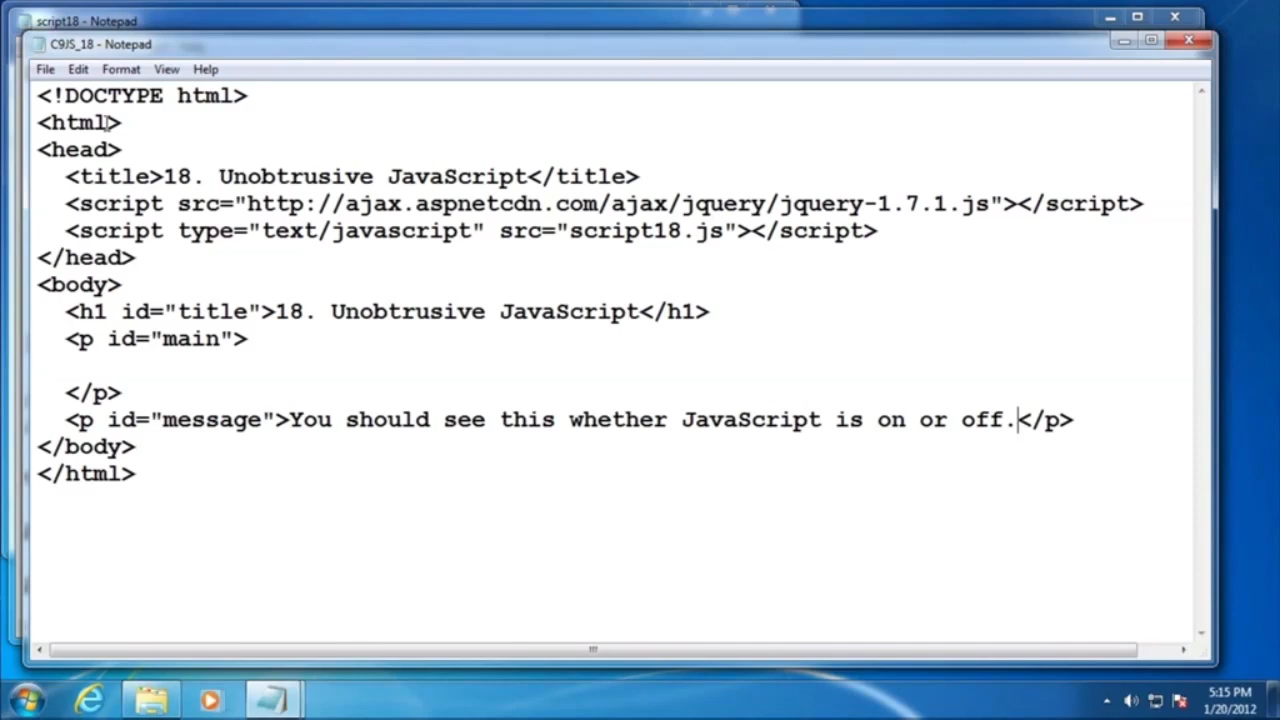 script18 - Notepad
C9JS_18 - Notepad
File Edit Format View Help
<!DOCTYPE html>
<html>
<head>
<title>18. Unobtrusive JavaScript</title>
<script src="http://ajax.aspnetcdn.com/ajax/jquery/jquery-1.7.1.js"></script>
<script type="text/javascript" src="script18.js"></script>
</head>
<body>
<h1 id="title">18. Unobtrusive JavaScript</h1>
<p id="main">
</p>
<p id="message">You should see this whether JavaScript is on or off.</p>
</body>
</html>
5:15 PM
1/20/2012